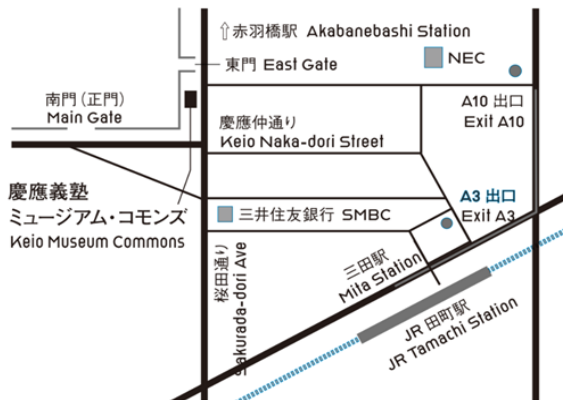 ⇧赤羽橋駅 Akabanebashi Station
東門 East Gate
NEC
南門(正門)
Main Gate
A10 出口
Exit A10
慶應仲通り
Keio Naka-dori Street
慶應義塾
ミュージアム・コモンズ
Keio Museum Commons
A3 出口
Exit A3
三井住友銀行 SMBC
桜田通り
Sakurada-dori Ave
三田駅
Mita Station
JR 田町駅
JR Tamachi Station